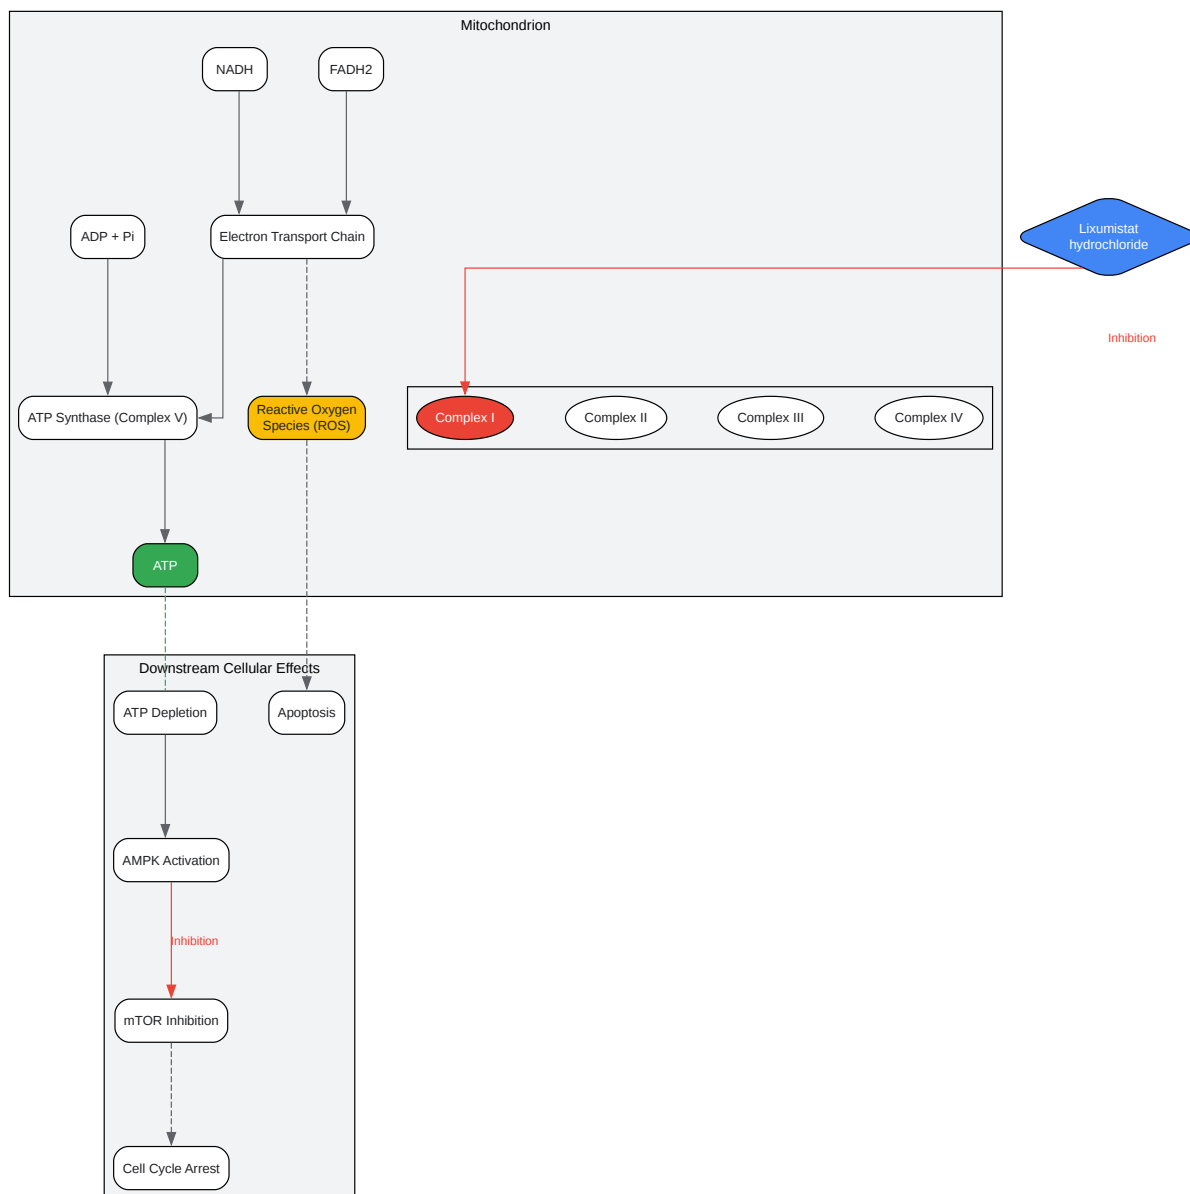 Mitochondrion
NADH
FADH2
ADP + Pi
Electron Transport Chain
Lixumistat
hydrochloride
Inhibition
ATP Synthase (Complex V)
Reactive Oxygen
Species (ROS)
Complex I
Complex II
Complex III
Complex IV
ATP
Downstream Cellular Effects
ATP Depletion
Apoptosis
AMPK Activation
Inhibition
mTOR Inhibition
Cell Cycle Arrest